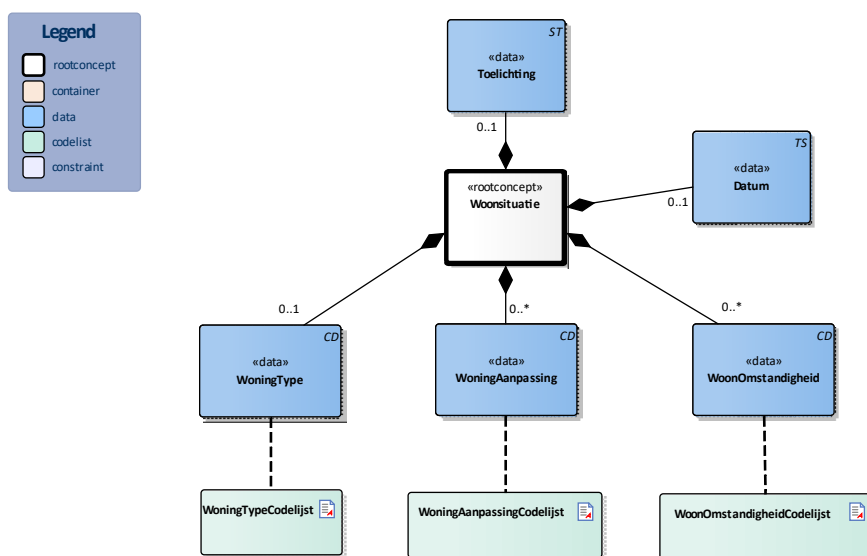 Legend
rootconcept
container
data
codelist
constraint
ST
«data»
Toelichting
0..1
TS
«data»
Datum
0..1
«rootconcept»
Woonsituatie
0..1
0..*
0..*
CD
«data»
WoningType
CD
«data»
WoningAanpassing
CD
«data»
WoonOmstandigheid
WoningTypeCodelijst
WoningAanpassingCodelijst
WoonOmstandigheidCodelijst